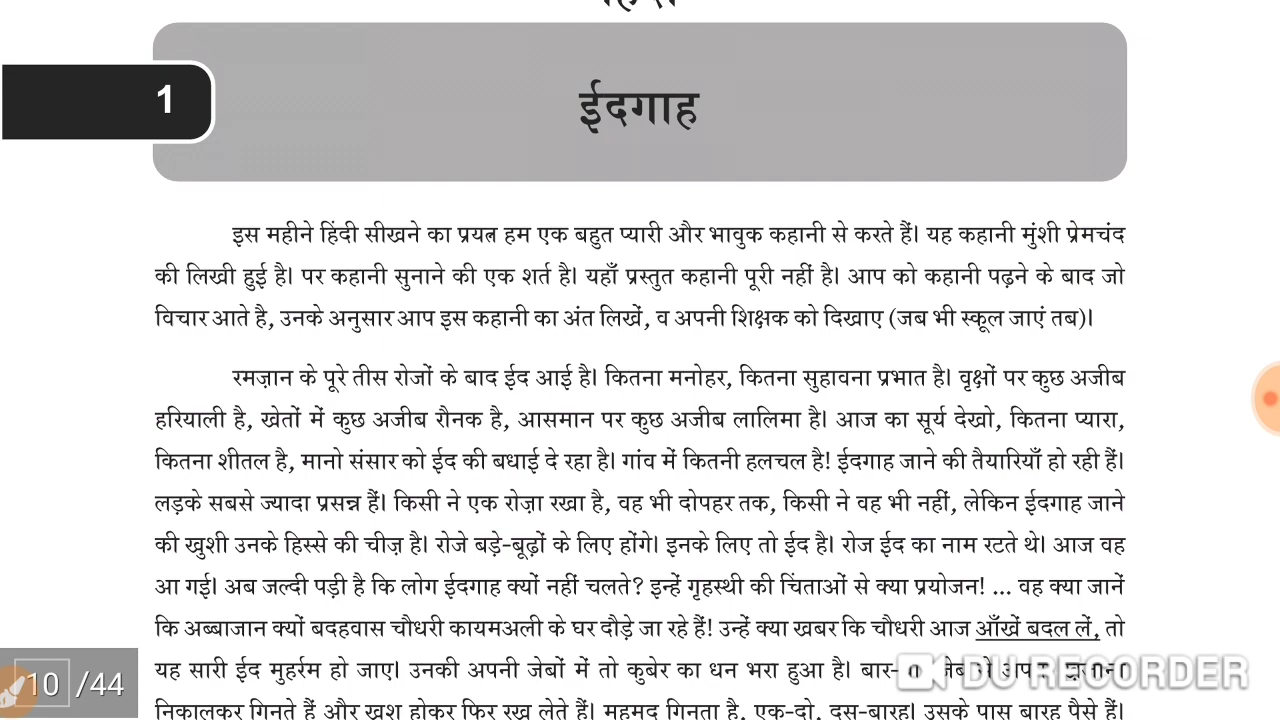 1
ईदगाह
इस महीने हिंदी सीखने का प्रयत्न हम एक बहुत प्यारी और भावुक कहानी से करते हैं। यह कहानी मुंशी प्रेमचंद
की लिखी हुई है। पर कहानी सुनाने की एक शर्त है। यहाँ प्रस्तुत कहानी पूरी नहीं है। आप को कहानी पढ़ने के बाद जो
विचार आते है, उनके अनुसार आप इस कहानी का अंत लिखें, व अपनी शिक्षक को दिखाए (जब भी स्कूल जाएं तब)।
रमज़ान के पूरे तीस रोजों के बाद ईद आई है। कितना मनोहर, कितना सुहावना प्रभात है। वृक्षों पर कुछ अजीब
हरियाली है, खेतों में कुछ अजीब रौनक है, आसमान पर कुछ अजीब लालिमा है। आज का सूर्य देखो, कितना प्यारा,
कितना शीतल है, मानो संसार को ईद की बधाई दे रहा है। गांव में कितनी हलचल है! ईदगाह जाने की तैयारियाँ हो रही हैं।
लड़के सबसे ज्यादा प्रसन्न हैं। किसी ने एक रोज़ा रखा है, वह भी दोपहर तक, किसी ने वह भी नहीं, लेकिन ईदगाह जाने
की खुशी उनके हिस्से की चीज़ है। रोजे बड़े-बूढ़ों के लिए होंगे। इनके लिए तो ईद है। रोज ईद का नाम रटते थे। आज वह
आ गई। अब जल्दी पड़ी है कि लोग ईदगाह क्यों नहीं चलते? इन्हें गृहस्थी की चिंताओं से क्या प्रयोजन! ... वह क्या जानें
कि अब्बाजान क्यों बदहवास चौधरी कायमअली के घर दौड़े जा रहे हैं! उन्हें क्या खबर कि चौधरी आज आँखें बदल लें, तो
यह सारी ईद मुहर्रम हो जाए। उनकी अपनी जेबों में तो कुबेर का धन भरा हुआ है। बार- जेब से
निकालकर गिनते हैं और खुश होकर फिर रख लेते हैं। महमूद गिनता है, एक-दो, दस-बारह। उसके पास बारह पैसे हैं।
10 /44
DU RECORDER